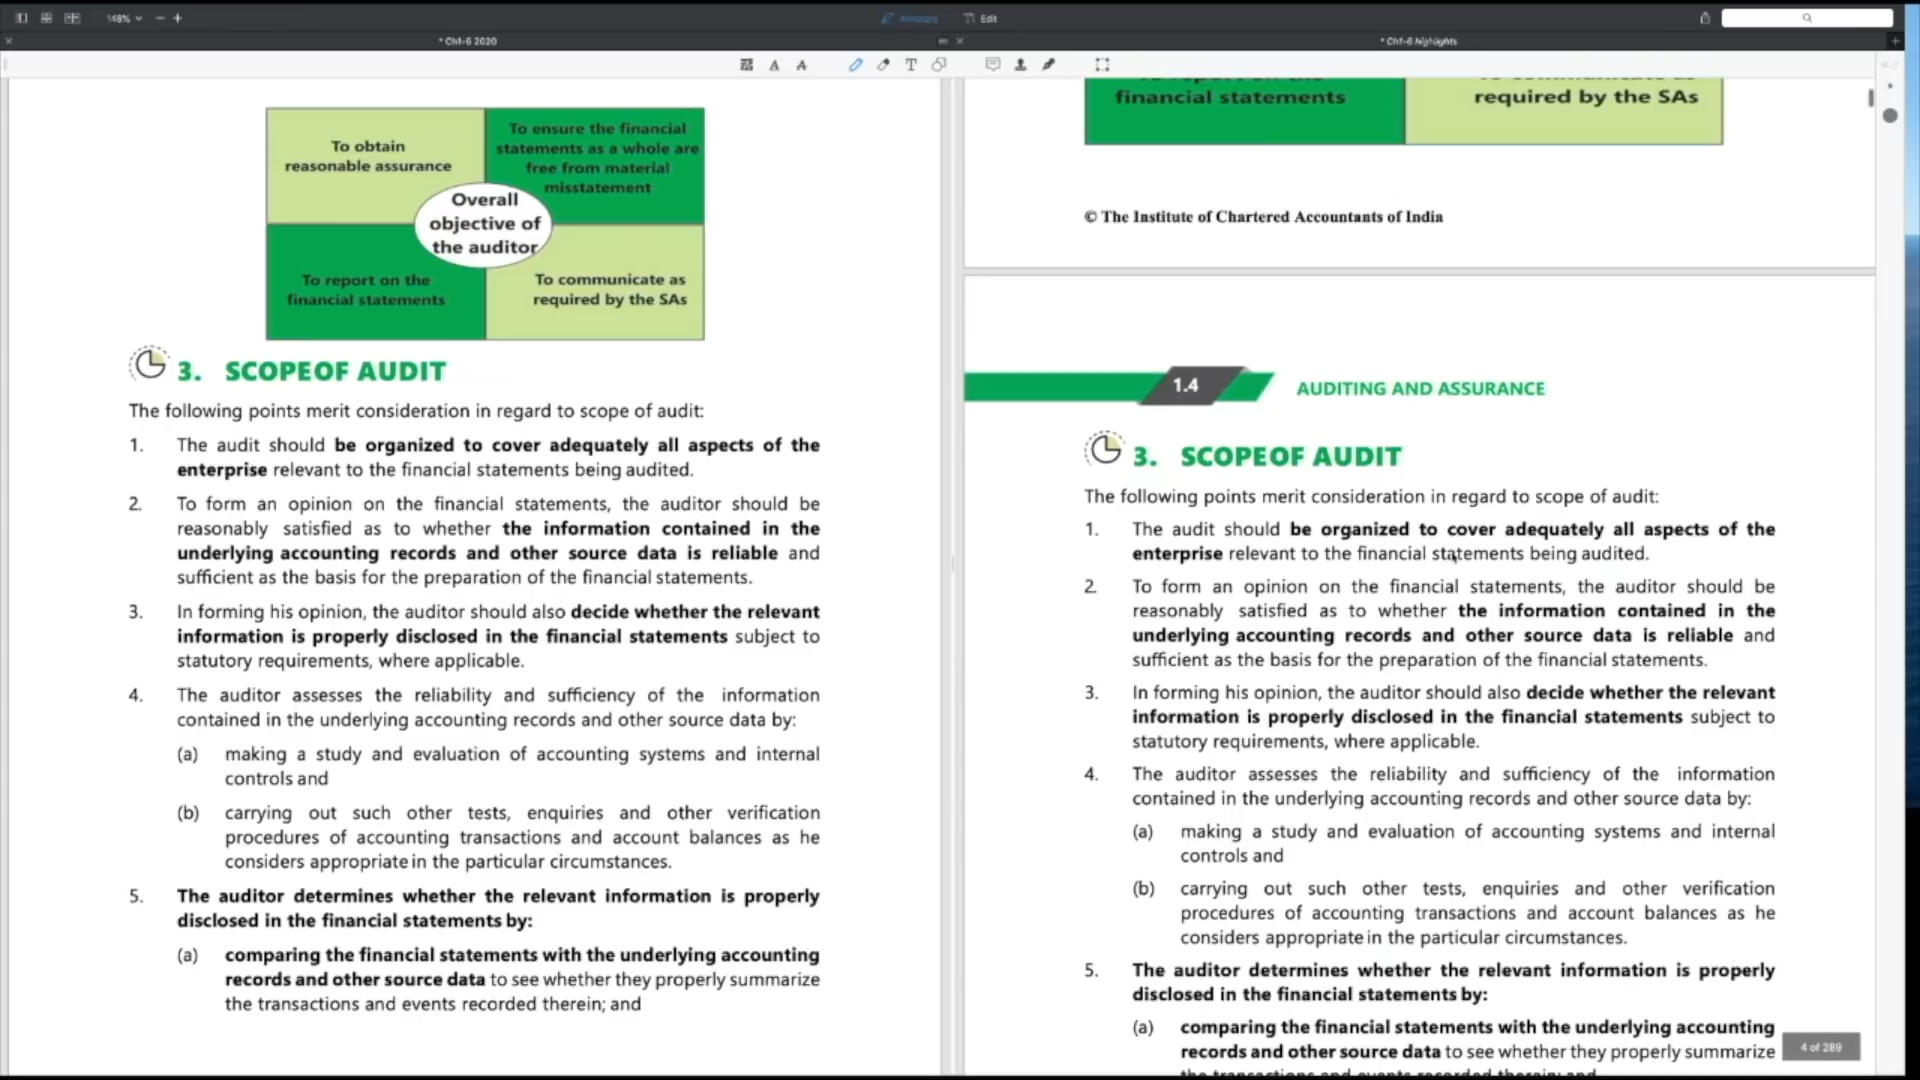 148%
Annotate
Edit
* Ch1-6 2020
* Ch1-6 highlights
To obtain
reasonable assurance
To ensure the financial
statements as a whole are
free from material
misstatement
Overall
objective of
the auditor
To report on the
financial statements
To communicate as
required by the SAs
3. SCOPEOF AUDIT
The following points merit consideration in regard to scope of audit:
1. The audit should be organized to cover adequately all aspects of the
enterprise relevant to the financial statements being audited.
2. To form an opinion on the financial statements, the auditor should be
reasonably satisfied as to whether the information contained in the
underlying accounting records and other source data is reliable and
sufficient as the basis for the preparation of the financial statements.
3. In forming his opinion, the auditor should also decide whether the relevant
information is properly disclosed in the financial statements subject to
statutory requirements, where applicable.
4. The auditor assesses the reliability and sufficiency of the information
contained in the underlying accounting records and other source data by:
(a) making a study and evaluation of accounting systems and internal
controls and
(b) carrying out such other tests, enquiries and other verification
procedures of accounting transactions and account balances as he
considers appropriate in the particular circumstances.
5. The auditor determines whether the relevant information is properly
disclosed in the financial statements by:
(a) comparing the financial statements with the underlying accounting
records and other source data to see whether they properly summarize
the transactions and events recorded therein; and
To report on the
financial statements
To communicate as
required by the SAs
© The Institute of Chartered Accountants of India
1.4 AUDITING AND ASSURANCE
3. SCOPEOF AUDIT
The following points merit consideration in regard to scope of audit:
1. The audit should be organized to cover adequately all aspects of the
enterprise relevant to the financial statements being audited.
2. To form an opinion on the financial statements, the auditor should be
reasonably satisfied as to whether the information contained in the
underlying accounting records and other source data is reliable and
sufficient as the basis for the preparation of the financial statements.
3. In forming his opinion, the auditor should also decide whether the relevant
information is properly disclosed in the financial statements subject to
statutory requirements, where applicable.
4. The auditor assesses the reliability and sufficiency of the information
contained in the underlying accounting records and other source data by:
(a) making a study and evaluation of accounting systems and internal
controls and
(b) carrying out such other tests, enquiries and other verification
procedures of accounting transactions and account balances as he
considers appropriate in the particular circumstances.
5. The auditor determines whether the relevant information is properly
disclosed in the financial statements by:
(a) comparing the financial statements with the underlying accounting
records and other source data to see whether they properly summarize
the transactions and events recorded therein; and
4 of 289